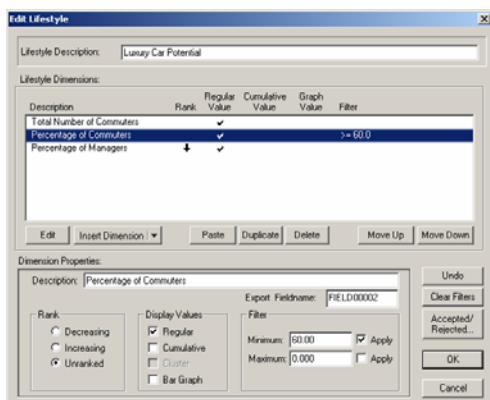 Edit Lifestyle
Lifestyle Description: Luxury Car Potential
Lifestyle Dimensions:
Description Rank Regular Value Cumulative Value Graph Value Filter
Total Number of Commuters
Percentage of Commuters >= 60.0
Percentage of Managers
Edit Insert Dimension Paste Duplicate Delete Move Up Move Down
Dimension Properties:
Description: Percentage of Commuters
Export Fieldname: FIELD00002
Rank
Decreasing
Increasing
Unranked
Display Values
Regular
Cumulative
Cluster
Bar Graph
Filter
Minimum: 60.00 Apply
Maximum: 0.000 Apply
Undo
Clear Filters
Accepted/
Rejected...
OK
Cancel